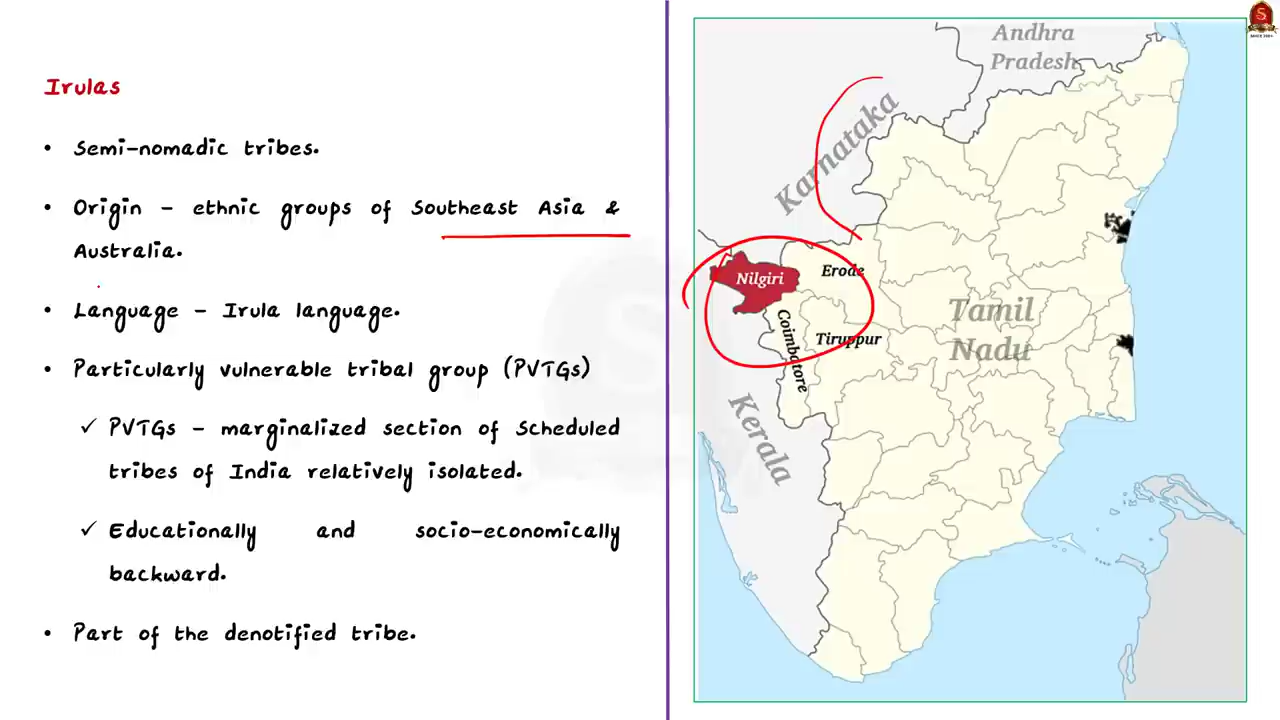 Irulas
• Semi-nomadic tribes.
• Origin – ethnic groups of Southeast Asia &
Australia.
• Language – Irula language.
• Particularly vulnerable tribal group (PVTGs)
✓ PVTGs – marginalized section of Scheduled
tribes of India relatively isolated.
✓ Educationally and socio-economically
backward.
• Part of the denotified tribe.
Andhra
Pradesh
Karnataka
Nilgiri
Erode
Coimbatore
Tiruppur
Tamil
Nadu
Kerala
S